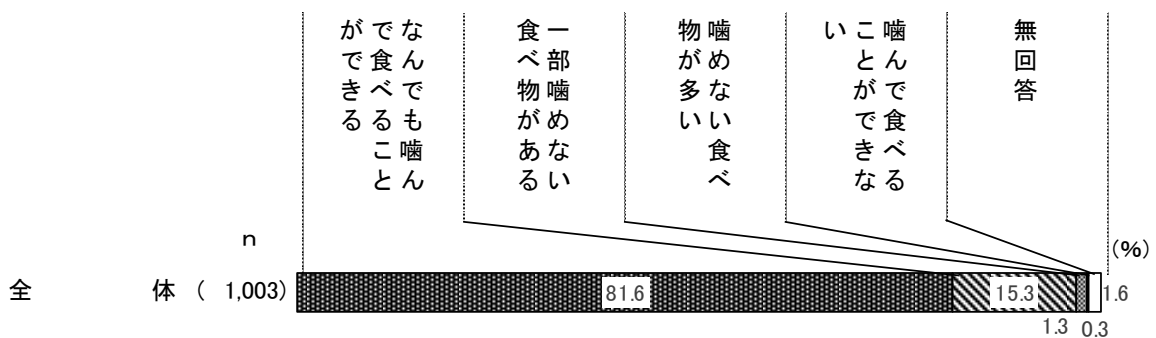 なんでも噛ん
で食べること
ができる
一部噛めない
食べ物がある
噛めない食べ
物が多い
噛んで食べる
ことができな
い
無回答
n
(%)
全 体 ( 1,003)
81.6
15.3
1.6
1.3
0.3